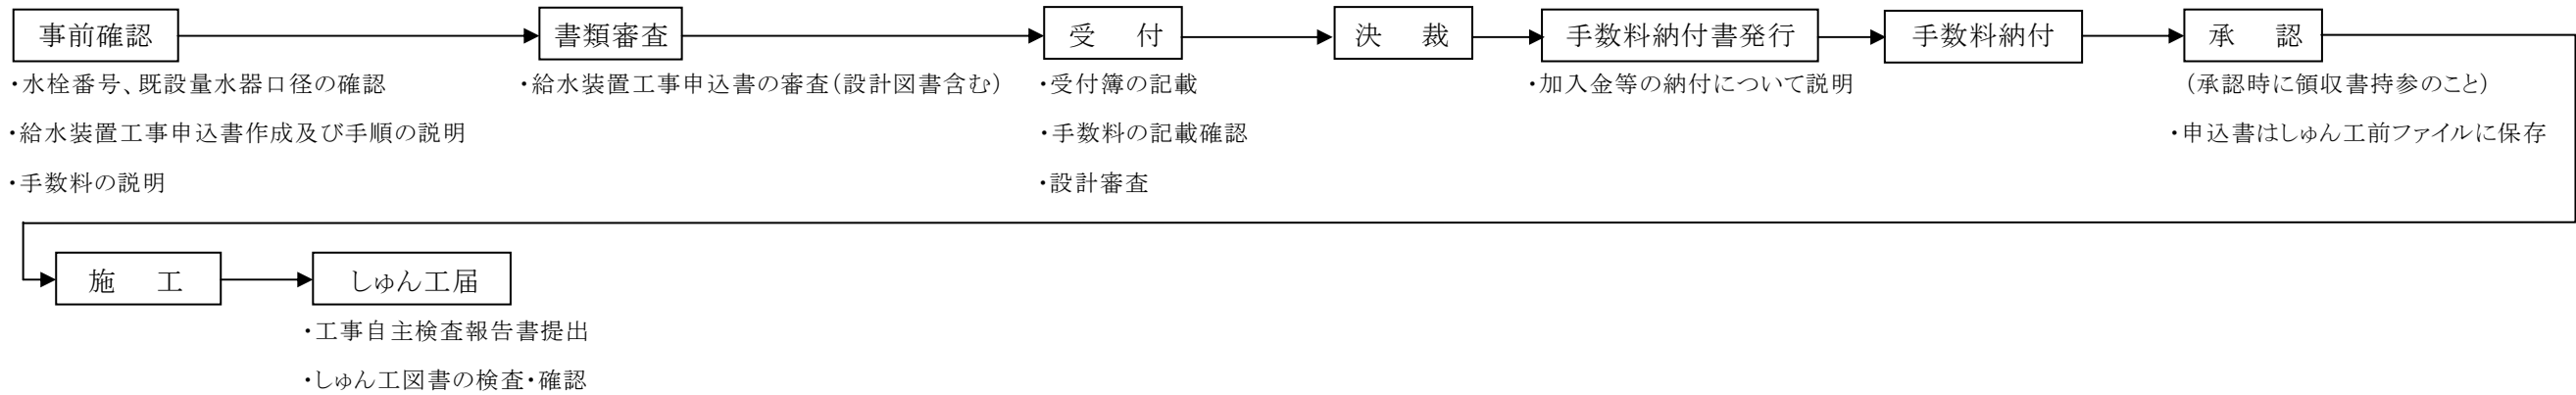 事前確認 書類審査 受 付 決 裁 手数料納付書発行 手数料納付 承 認
・水栓番号、既設量水器口径の確認 ・給水装置工事申込書の審査(設計図書含む) ・受付簿の記載 ・加入金等の納付について説明 (承認時に領収書持参のこと)
・給水装置工事申込書作成及び手順の説明 ・手数料の記載確認 ・申込書はしゅん工前ファイルに保存
・手数料の説明 ・設計審査
施 工 しゅん工届
・工事自主検査報告書提出
・しゅん工図書の検査・確認